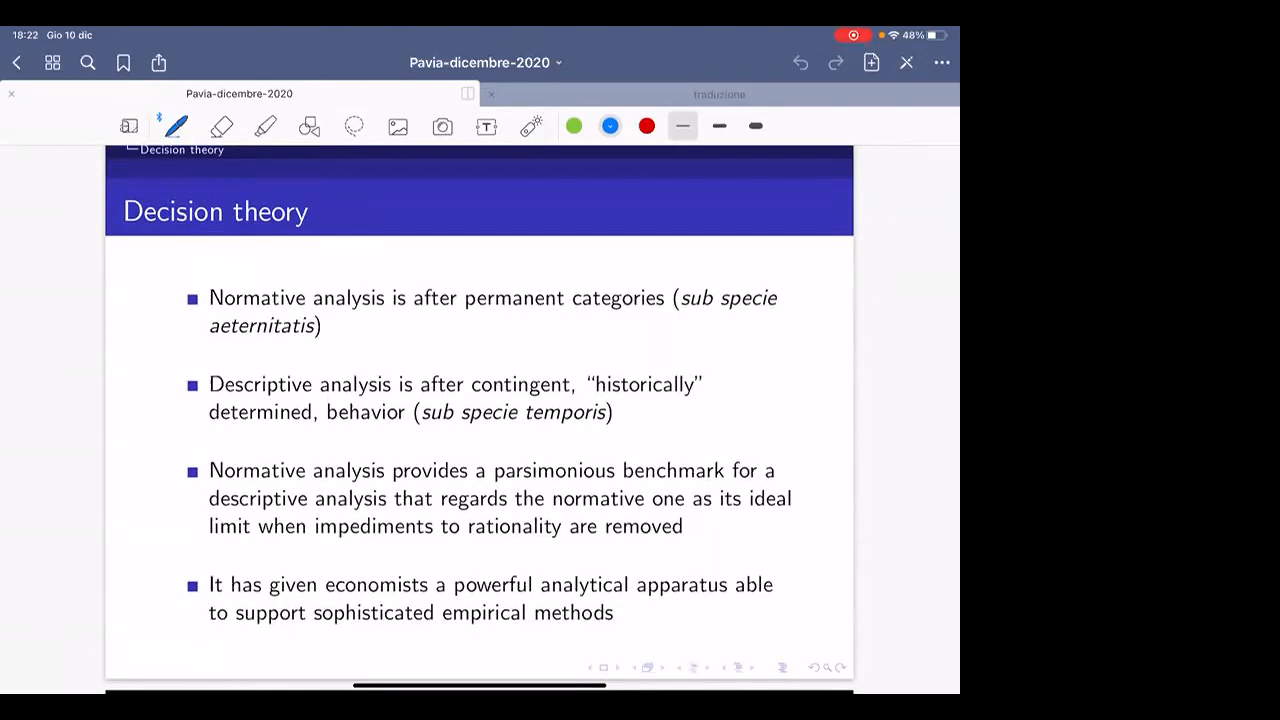 18:22 Gio 10 dic
48%
Pavia-dicembre-2020
Pavia-dicembre-2020
traduzione
T
Decision theory
Decision theory
Normative analysis is after permanent categories (sub specie
aeternitatis)
Descriptive analysis is after contingent, “historically”
determined, behavior (sub specie temporis)
Normative analysis provides a parsimonious benchmark for a
descriptive analysis that regards the normative one as its ideal
limit when impediments to rationality are removed
It has given economists a powerful analytical apparatus able
to support sophisticated empirical methods